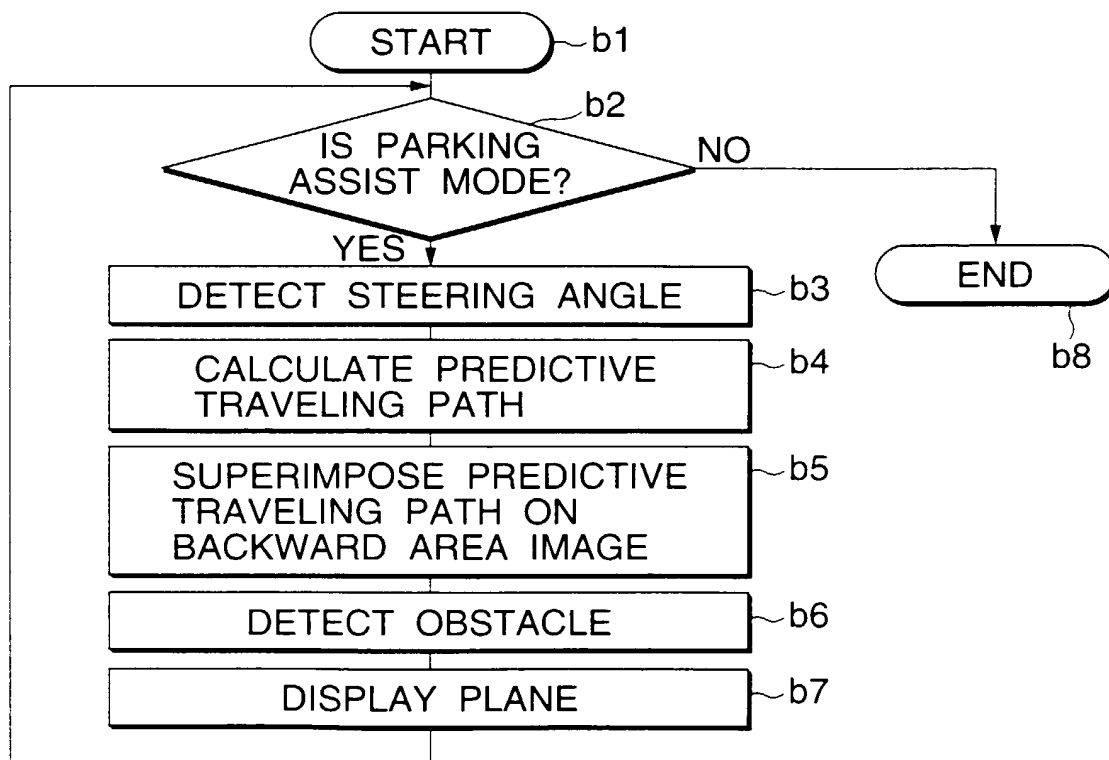 START
b1
b2
IS PARKING
ASSIST MODE?
NO
YES
DETECT STEERING ANGLE
b3
END
b8
CALCULATE PREDICTIVE
TRAVELING PATH
b4
SUPERIMPOSE PREDICTIVE
TRAVELING PATH ON
BACKWARD AREA IMAGE
b5
DETECT OBSTACLE
b6
DISPLAY PLANE
b7